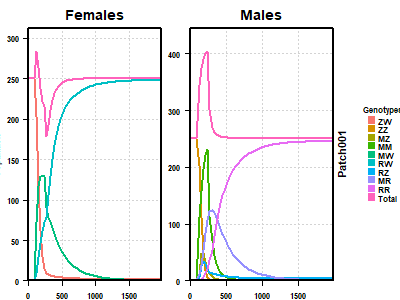 Females
Males
300
250
200
150
100
50
0
400
300
200
100
0
0
500
1000
1500
0
500
1000
1500
Patch001
Genotypes
ZW
ZZ
MZ
MM
MW
RW
RZ
MR
RR
Total